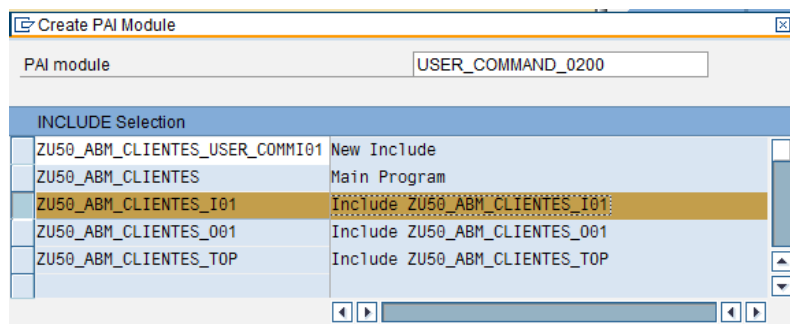 Create PAI Module
PAI module USER_COMMAND_0200
INCLUDE Selection
ZU50_ABM_CLIENTES_USER_COMMI01 New Include
ZU50_ABM_CLIENTES Main Program
ZU50_ABM_CLIENTES_I01 Include ZU50_ABM_CLIENTES_I01
ZU50_ABM_CLIENTES_O01 Include ZU50_ABM_CLIENTES_O01
ZU50_ABM_CLIENTES_TOP Include ZU50_ABM_CLIENTES_TOP